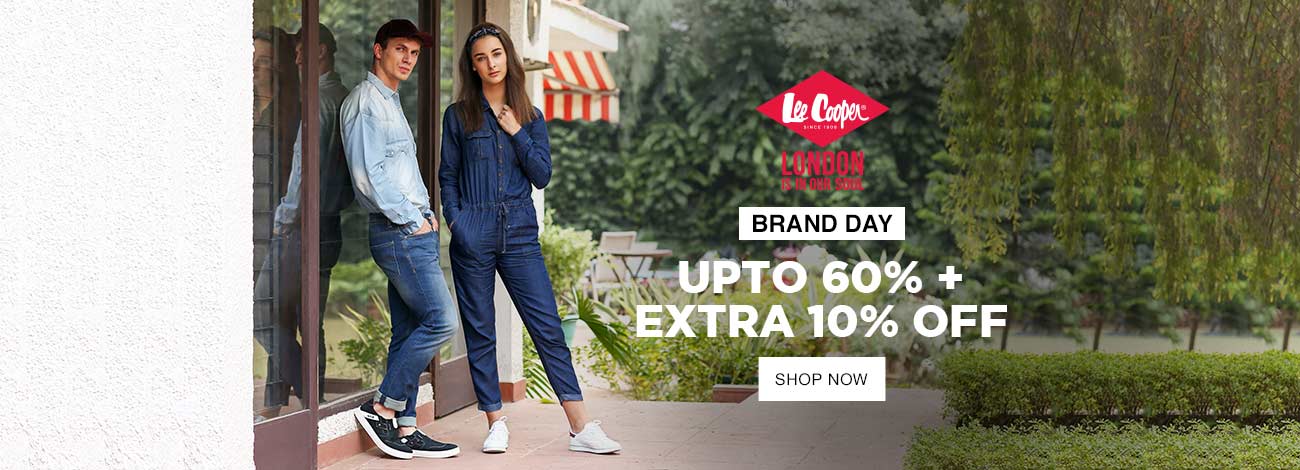 Lee Cooper®
SINCE 1908
LONDON
IS IN OUR SOUL
BRAND DAY
UPTO 60% +
EXTRA 10% OFF
SHOP NOW